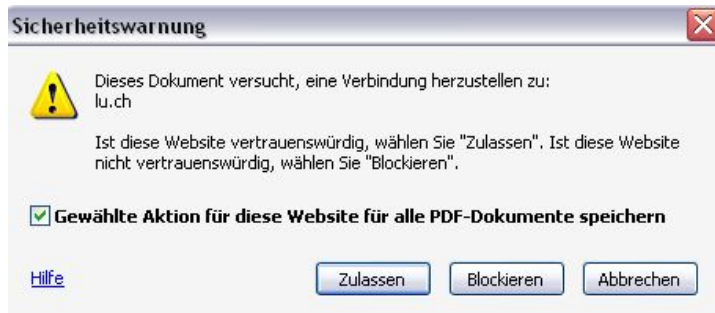 Sicherheitswarnung
Dieses Dokument versucht, eine Verbindung herzustellen zu:
lu.ch
Ist diese Website vertrauenswürdig, wählen Sie "Zulassen". Ist diese Website
nicht vertrauenswürdig, wählen Sie "Blockieren".
Gewählte Aktion für diese Website für alle PDF-Dokumente speichern
Hilfe Zulassen Blockieren Abbrechen